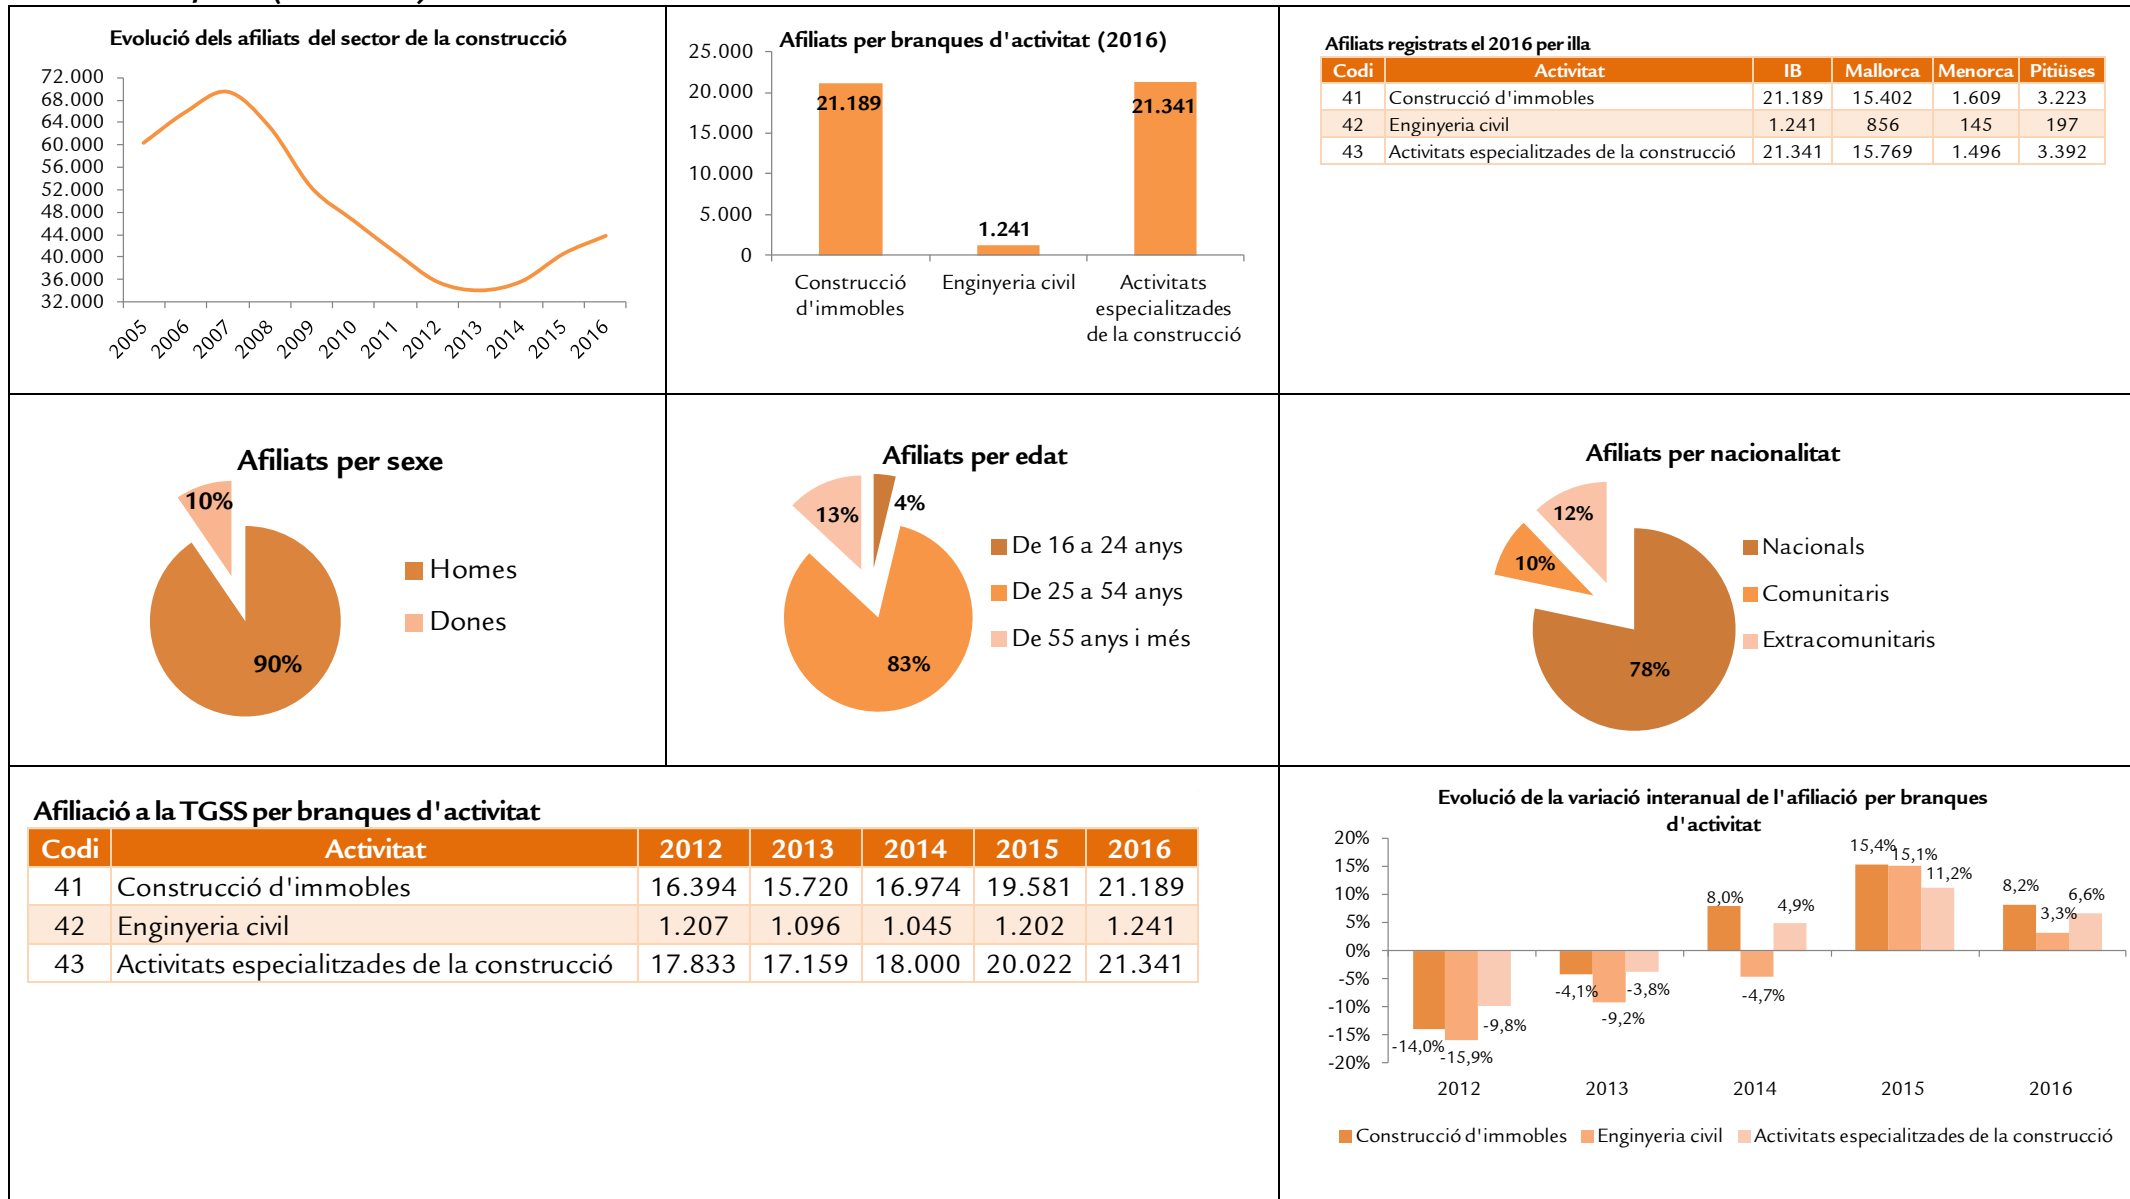 Evolució dels afiliats del sector de la construcció
72.000
68.000
64.000
60.000
56.000
52.000
48.000
44.000
40.000
36.000
32.000
2005 2006 2007 2008 2009 2010 2011 2012 2013 2014 2015 2016
Afiliats per branques d'activitat (2016)
25.000
20.000
15.000
10.000
5.000
0
21.189
1.241
21.341
Construcció d'immobles
Enginyeria civil
Activitats especialitzades de la construcció
Afiliats registrats el 2016 per illa
Codi Activitat IB Mallorca Menorca Pitiüses
41 Construcció d'immobles 21.189 15.402 1.609 3.223
42 Enginyeria civil 1.241 856 145 197
43 Activitats especialitzades de la construcció 21.341 15.769 1.496 3.392
Afiliats per sexe
10%
90%
Homes
Dones
Afiliats per edat
4%
13%
83%
De 16 a 24 anys
De 25 a 54 anys
De 55 anys i més
Afiliats per nacionalitat
12%
10%
78%
Nacionals
Comunitaris
Extracomunitaris
Afiliació a la TGSS per branques d'activitat
Codi Activitat 2012 2013 2014 2015 2016
41 Construcció d'immobles 16.394 15.720 16.974 19.581 21.189
42 Enginyeria civil 1.207 1.096 1.045 1.202 1.241
43 Activitats especialitzades de la construcció 17.833 17.159 18.000 20.022 21.341
Evolució de la variació interanual de l'afiliació per branques
d'activitat
20%
15%
10%
5%
0%
-5%
-10%
-15%
-20%
-14,0% -15,9% -9,8%
-4,1% -9,2% -3,8%
8,0% -4,7% 4,9%
15,4% 15,1% 11,2%
8,2% 3,3% 6,6%
2012 2013 2014 2015 2016
Construcció d'immobles Enginyeria civil Activitats especialitzades de la construcció